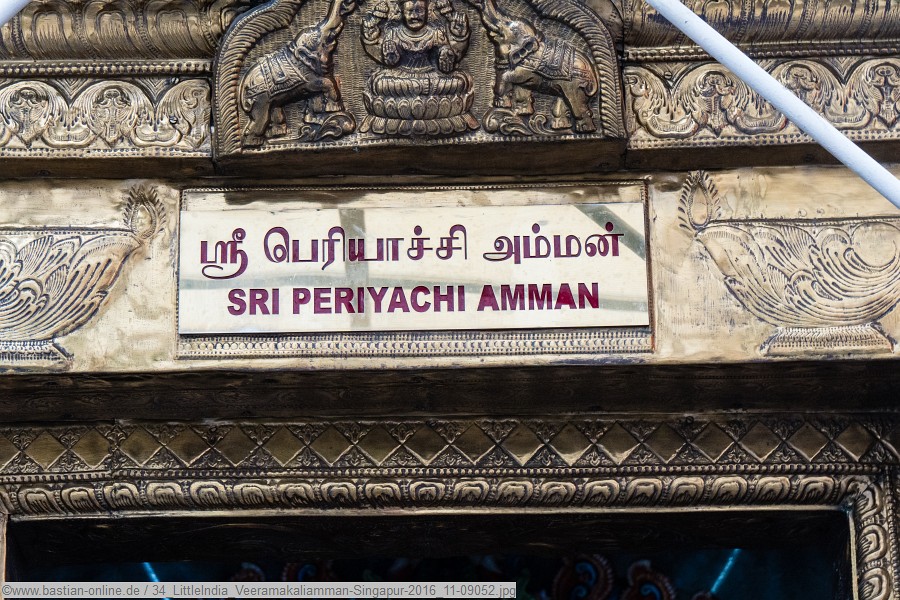 ஸ்ரீ பெரியாச்சி அம்மன்
SRI PERIYACHI AMMAN
©www.bastian-online.de / 34_LittleIndia_Veeramakaliamman-Singapur-2016_11-09052.jpg